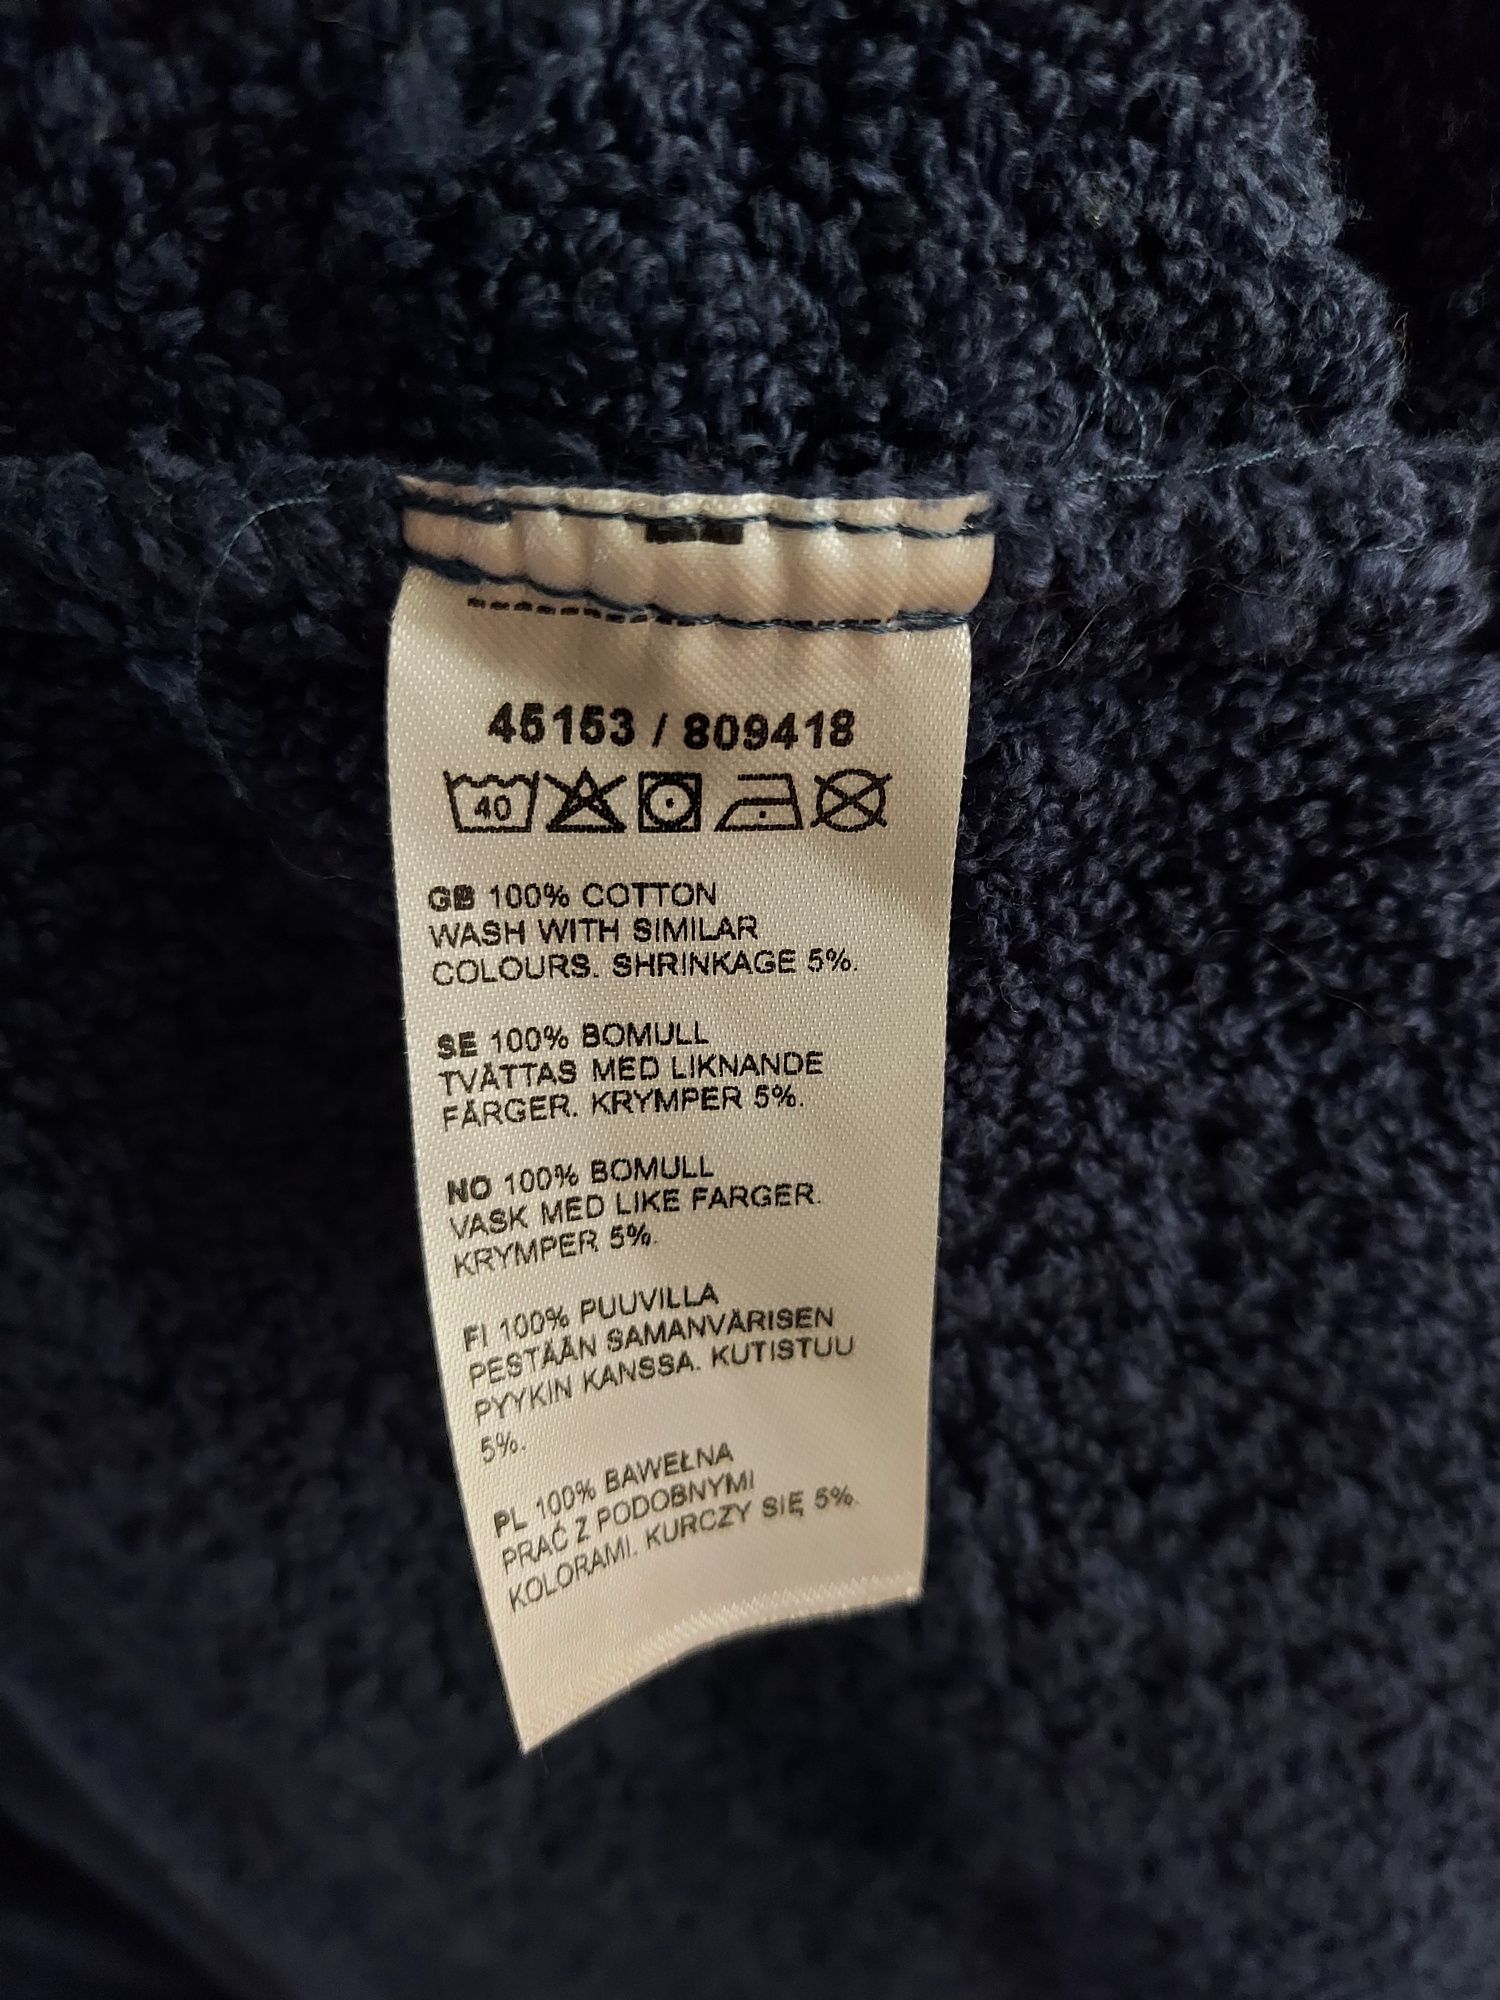 45153 / 809418
40
GB 100% COTTON
WASH WITH SIMILAR
COLOURS. SHRINKAGE 5%.
SE 100% BOMULL
TVÄTTAS MED LIKNANDE
FÄRGER. KRYMPER 5%.
NO 100% BOMULL
VASK MED LIKE FARGER.
KRYMPER 5%.
FI 100% PUUVILLA
PESTÄÄN SAMANVÄRISEN
PYYKIN KANSSA. KUTISTUU
5%.
PL 100% BAWEŁNA
PRAĆ Z PODOBNYMI
KOLORAMI. KURCZY SIĘ 5%.